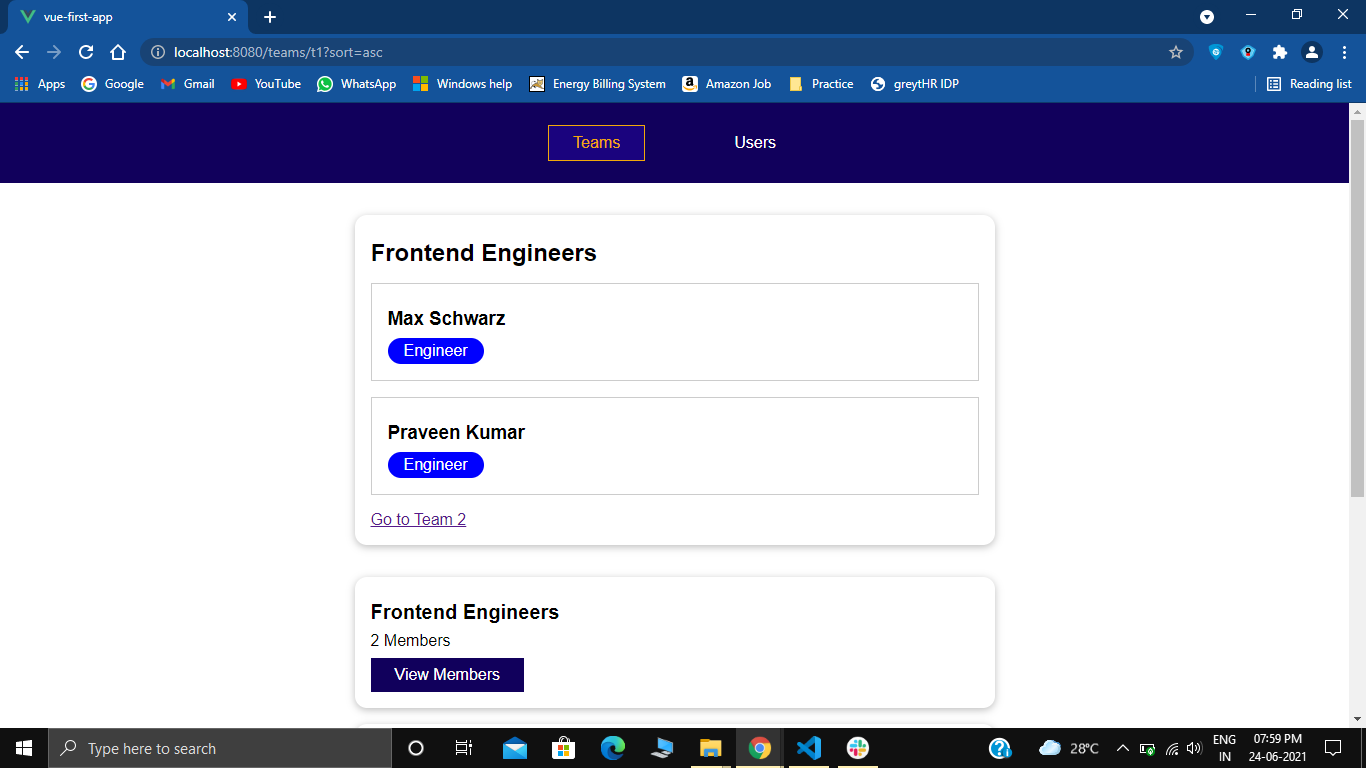 vue-first-app
localhost:8080/teams/t1?sort=asc
Apps Google Gmail YouTube WhatsApp Windows help Energy Billing System Amazon Job Practice greytHR IDP Reading list
Teams Users
Frontend Engineers
Max Schwarz
Engineer
Praveen Kumar
Engineer
Go to Team 2
Frontend Engineers
2 Members
View Members
Type here to search
28°C
ENG
IN
07:59 PM
24-06-2021